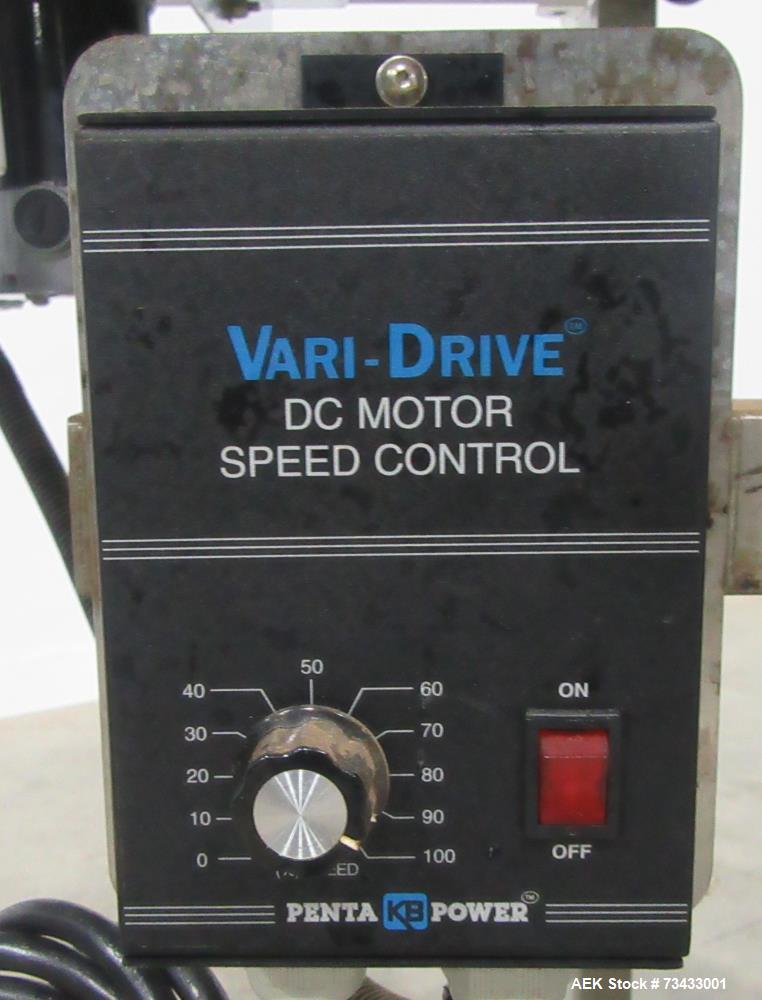 VARI-DRIVE™
DC MOTOR
SPEED CONTROL
50
40
60
30
70
20
80
10
90
0
100
ON
OFF
PENTA KB POWER™
AEK Stock # 73433001